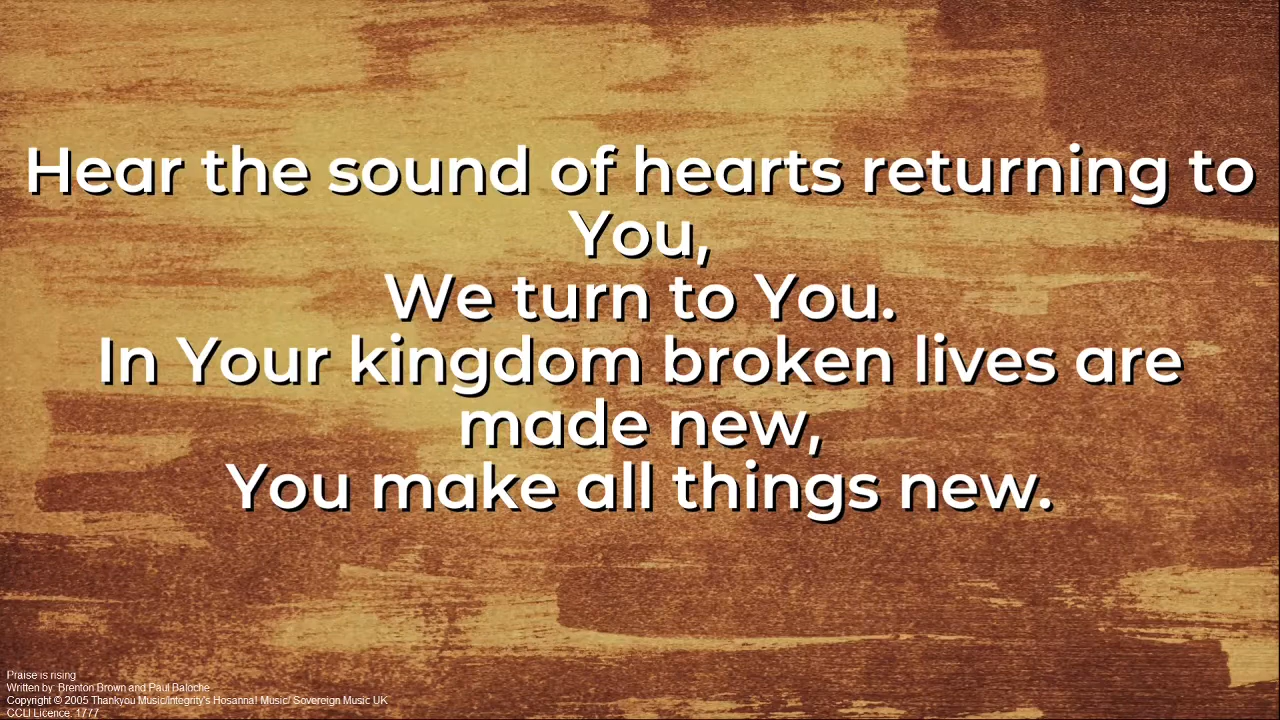 Hear the sound of hearts returning to
You,
We turn to You.
In Your kingdom broken lives are
made new,
You make all things new.
Praise is rising
Written by: Brenton Brown and Paul Baloche
Copyright © 2005 Thankyou Music/Integrity's Hosanna! Music/ Sovereign Music UK
CCLI Licence: 1777